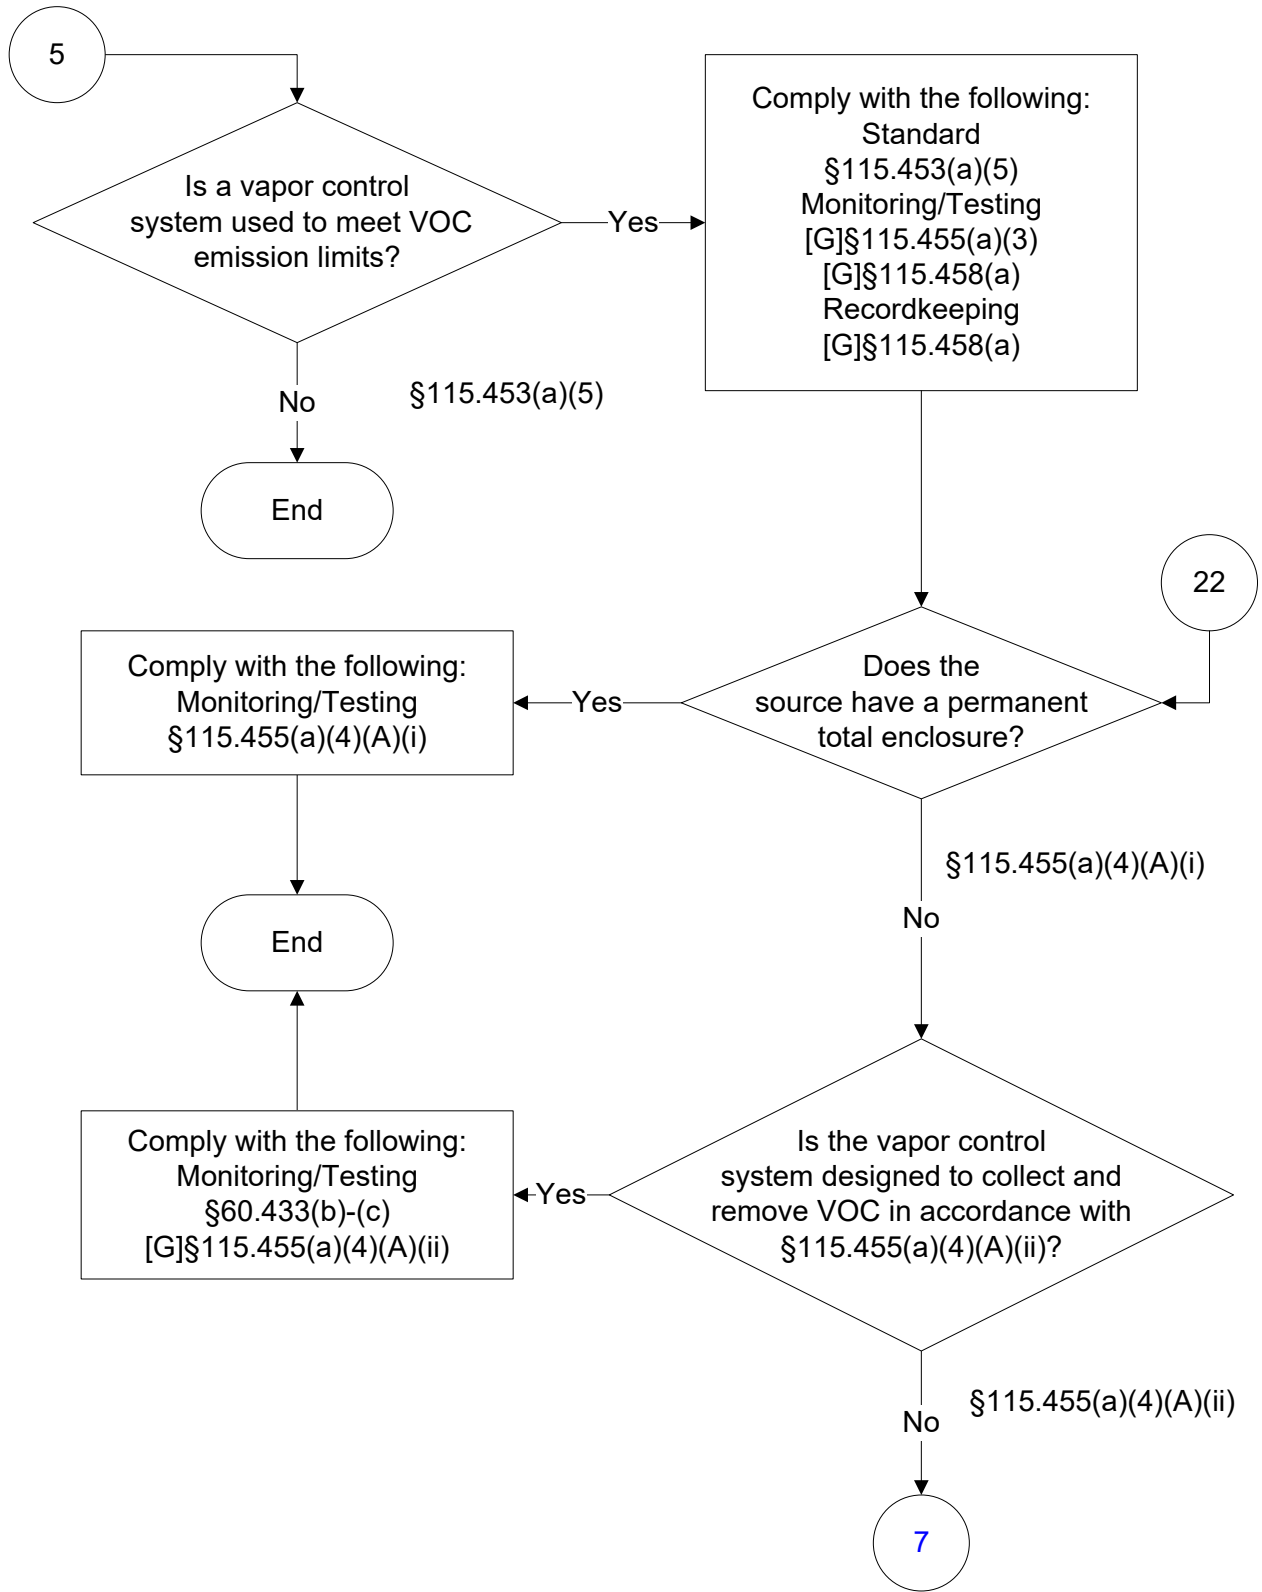 5
Is a vapor control
system used to meet VOC
emission limits?
Yes
Comply with the following:
Standard
§115.453(a)(5)
Monitoring/Testing
[G]§115.455(a)(3)
[G]§115.458(a)
Recordkeeping
[G]§115.458(a)
No
§115.453(a)(5)
End
22
Does the
source have a permanent
total enclosure?
Yes
Comply with the following:
Monitoring/Testing
§115.455(a)(4)(A)(i)
§115.455(a)(4)(A)(i)
No
End
Is the vapor control
system designed to collect and
remove VOC in accordance with
§115.455(a)(4)(A)(ii)?
Yes
Comply with the following:
Monitoring/Testing
§60.433(b)-(c)
[G]§115.455(a)(4)(A)(ii)
§115.455(a)(4)(A)(ii)
No
7